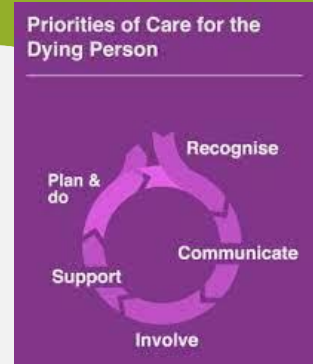 Priorities of Care for the
Dying Person
Recognise
Communicate
Involve
Support
Plan &
do